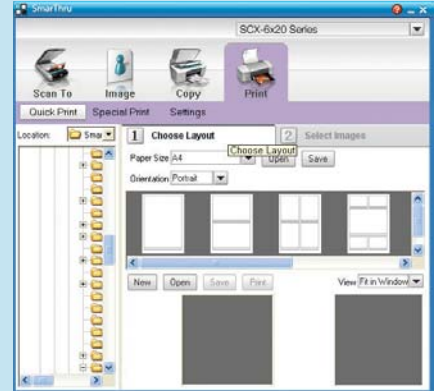 SmarThru
SCX-6x20 Series
Scan To Image Copy Print
Quick Print Special Print Settings
Location: Smar 1 Choose Layout 2 Select Images
Paper Size A4 Open Save
Choose Layout
Orientation Portrait
New Open Save Print View Fit in Window